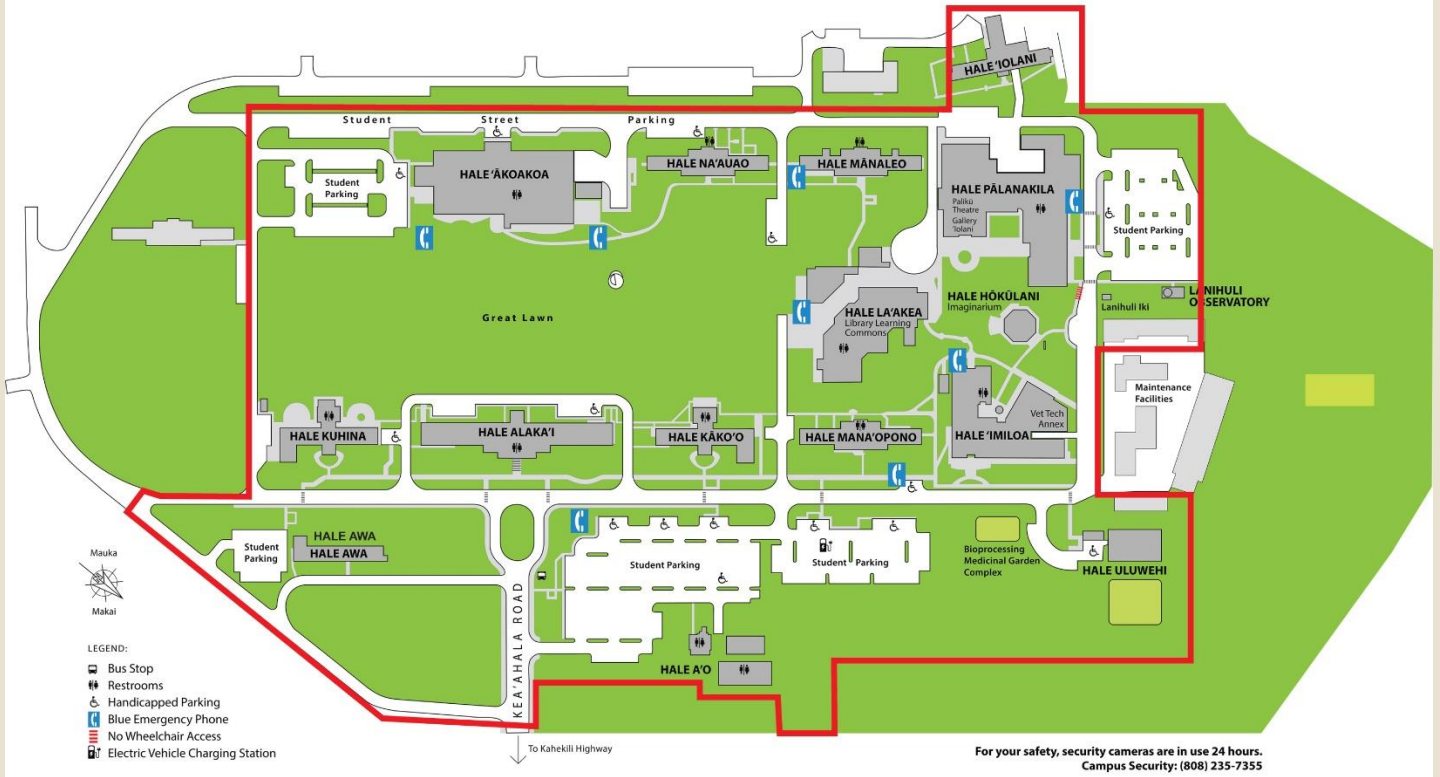 HALE ‘IOLANI
Student Street Parking
HALE NA‘AUAO
HALE MĀNALEO
HALE ‘ĀKOAKOA
Student
Parking
HALE PĀLANAKILA
Palikū
Theatre
Gallery
‘Iolani
Student Parking
LANIHULI
OBSERVATORY
Lanihuli Iki
HALE HŌKŪLANI
Imaginarium
HALE LA‘AKEA
Library Learning
Commons
Great Lawn
Maintenance
Facilities
Vet Tech
Annex
HALE KUHINA
HALE ALAKA‘I
HALE KĀKO‘O
HALE MANA‘OPONO
HALE ‘IMILOA
HALE AWA
HALE AWA
Student
Parking
Student Parking
Student Parking
Bioprocessing
Medicinal Garden
Complex
HALE ULUWEHI
HALE A‘O
KEA‘AHALA ROAD
To Kahekili Highway
Mauka
Makai
LEGEND:
Bus Stop
Restrooms
Handicapped Parking
Blue Emergency Phone
No Wheelchair Access
Electric Vehicle Charging Station
For your safety, security cameras are in use 24 hours.
Campus Security: (808) 235-7355